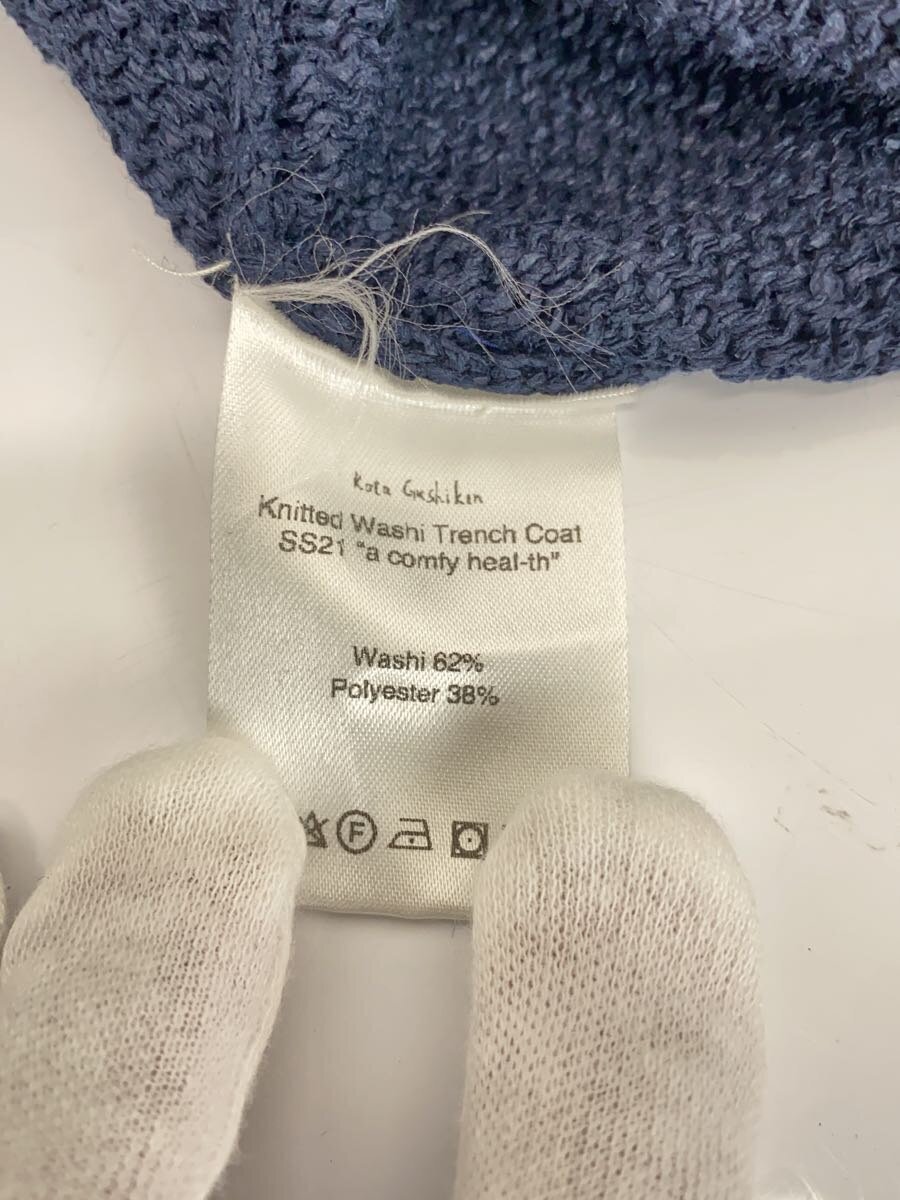 Kota Gushiken
Knitted Washi Trench Coat
SS21 "a comfy heal-th"
Washi 62%
Polyester 38%
F